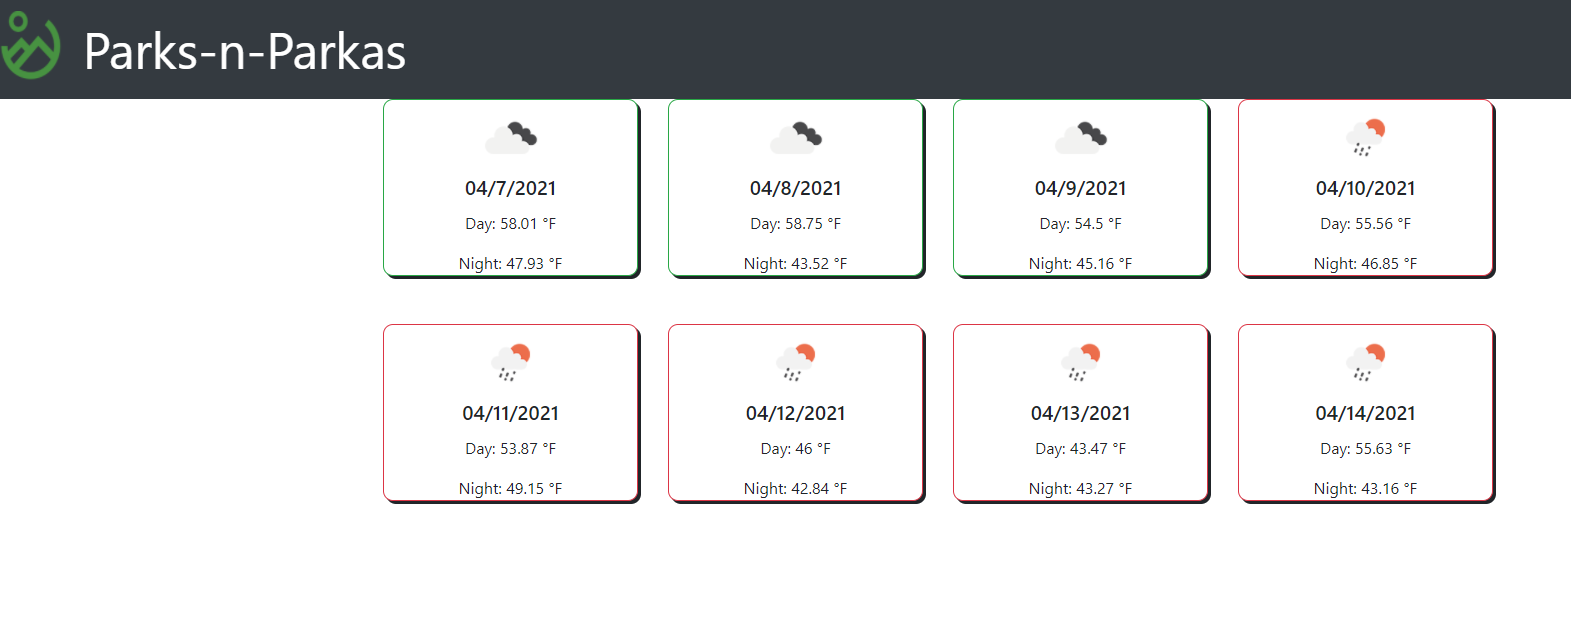 Parks-n-Parkas
04/7/2021
Day: 58.01 °F
Night: 47.93 °F
04/8/2021
Day: 58.75 °F
Night: 43.52 °F
04/9/2021
Day: 54.5 °F
Night: 45.16 °F
04/10/2021
Day: 55.56 °F
Night: 46.85 °F
04/11/2021
Day: 53.87 °F
Night: 49.15 °F
04/12/2021
Day: 46 °F
Night: 42.84 °F
04/13/2021
Day: 43.47 °F
Night: 43.27 °F
04/14/2021
Day: 55.63 °F
Night: 43.16 °F